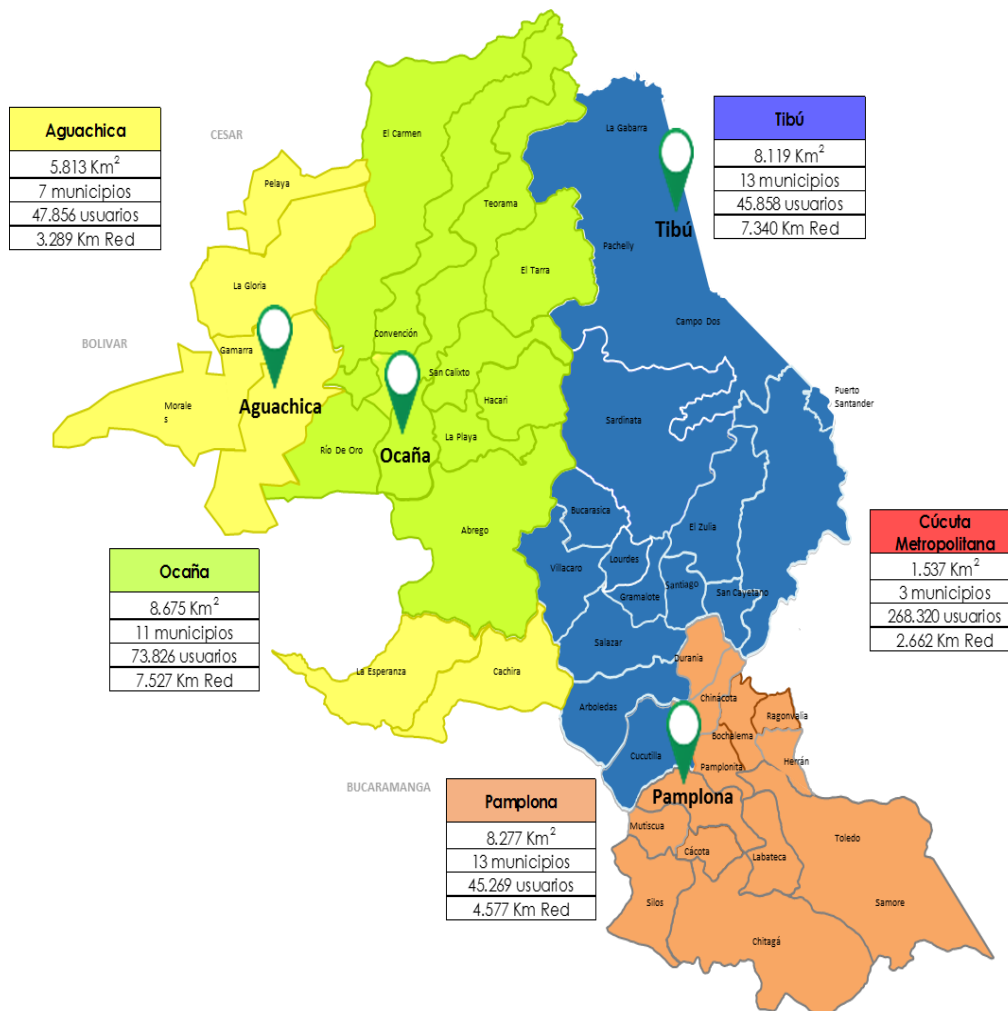 Aguachica
5.813 Km²
7 municipios
47.856 usuarios
3.289 Km Red
CESAR
El Carmen
La Gabarra
Tibú
8.119 Km²
13 municipios
45.858 usuarios
7.340 Km Red
Pelaya
Teorama
Tibú
Pachelly
El Tarra
La Gloria
Campo Dos
BOLIVAR
Gamarra
Convención
San Calixto
Puerto
Santander
Aguachica
Morale
s
Hacari
Sardinata
La Playa
Río De Oro
Ocaña
Abrego
Bucarasica
El Zulia
Cúcuta
Metropolitana
1.537 Km²
3 municipios
268.320 usuarios
2.662 Km Red
Ocaña
8.675 Km²
11 municipios
73.826 usuarios
7.527 Km Red
Villacaro
Lourdes
Santiago
Gramalote
San Cayetano
Salazar
La Esperanza
Cachira
Durania
Chinácota
Arboledas
Ragonvalia
Bochalema
Cucutilla
Herrán
Pamplonita
BUCARAMANGA
Pamplona
Pamplona
8.277 Km²
13 municipios
45.269 usuarios
4.577 Km Red
Mutiscua
Toledo
Cácota
Labateca
Silos
Samore
Chitagá